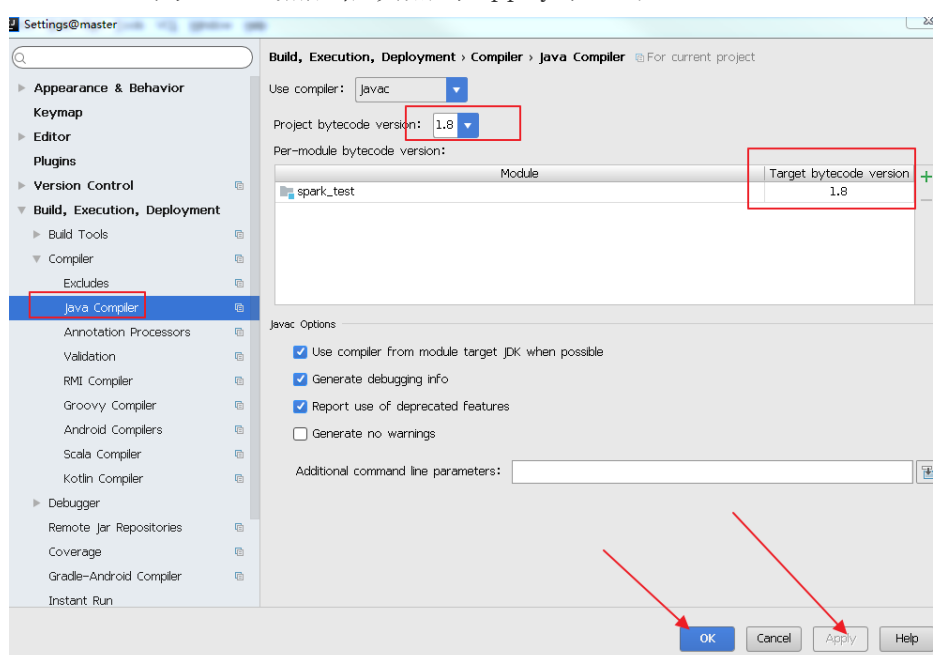 Settings@master
Build, Execution, Deployment › Compiler › Java Compiler For current project
Appearance & Behavior
Keymap
Editor
Plugins
Version Control
Build, Execution, Deployment
Build Tools
Compiler
Excludes
Java Compiler
Annotation Processors
Validation
RMI Compiler
Groovy Compiler
Android Compilers
Scala Compiler
Kotlin Compiler
Debugger
Remote Jar Repositories
Coverage
Gradle-Android Compiler
Instant Run
Use compiler: Javac
Project bytecode version: 1.8
Per-module bytecode version:
Module Target bytecode version
spark_test 1.8
Javac Options
Use compiler from module target JDK when possible
Generate debugging info
Report use of deprecated features
Generate no warnings
Additional command line parameters:
OK Cancel Apply Help